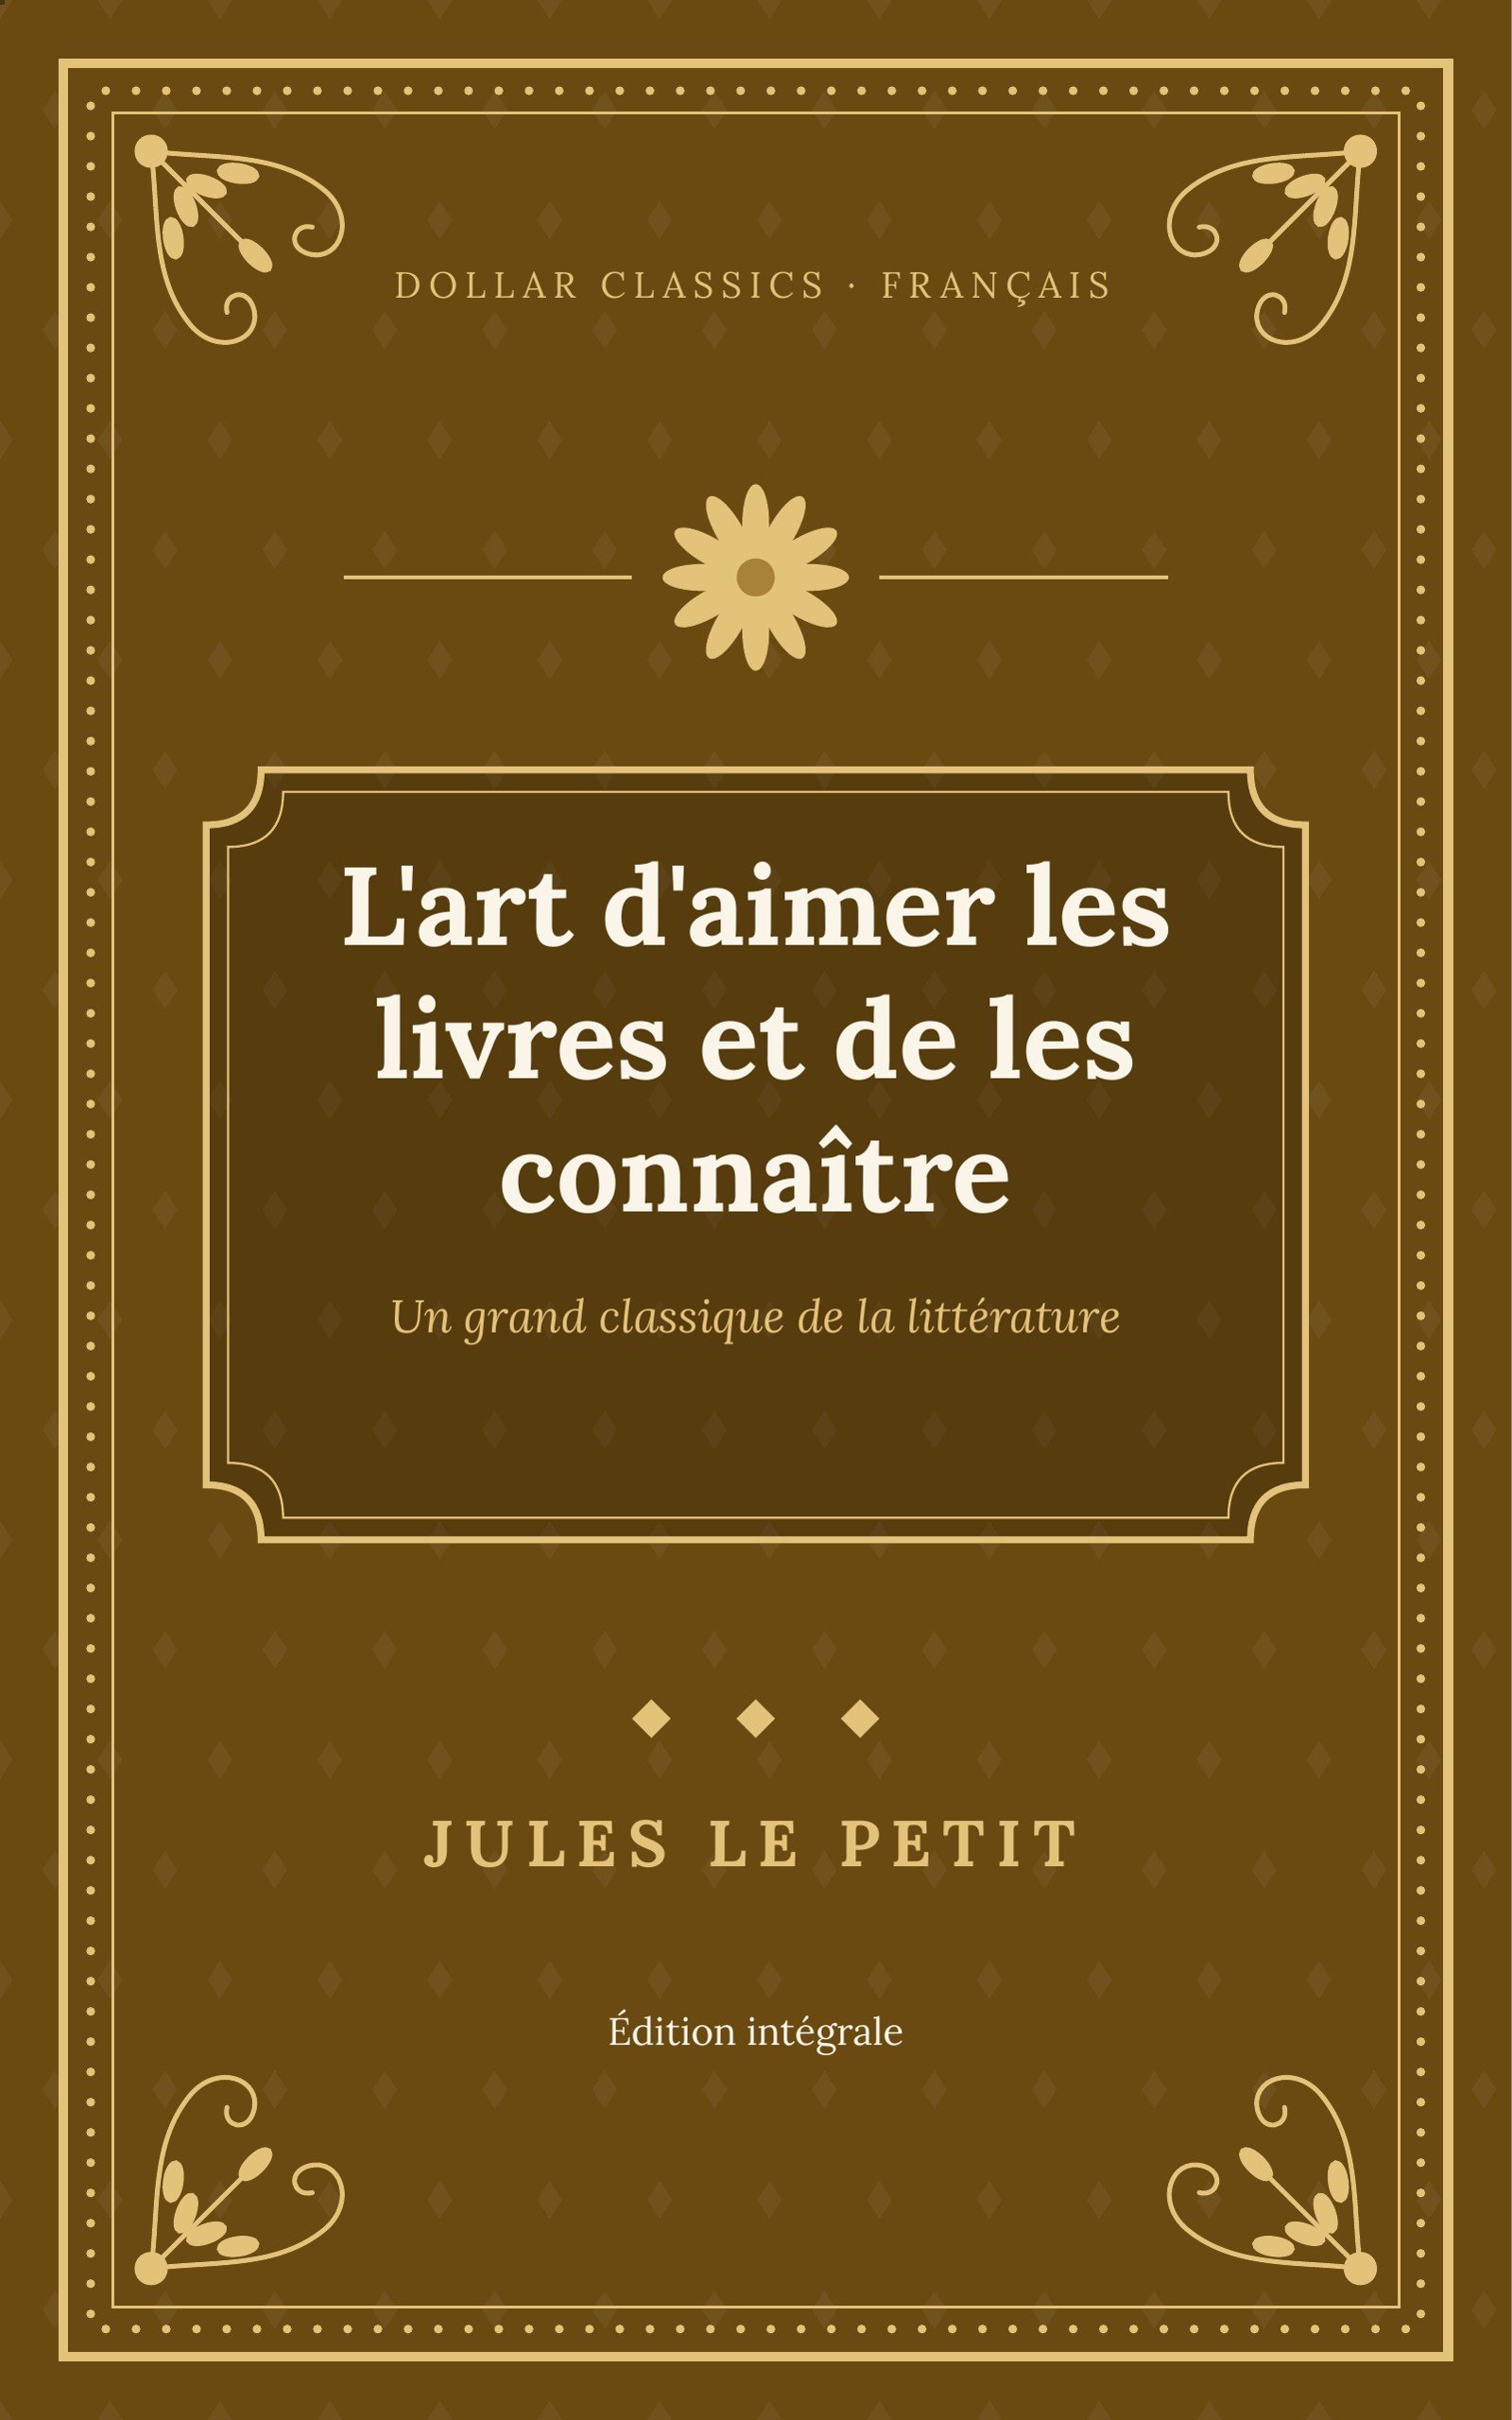 DOLLAR CLASSICS · FRANÇAIS
L'art d'aimer les
livres et de les
connaître
Un grand classique de la littérature
JULES LE PETIT
Édition intégrale